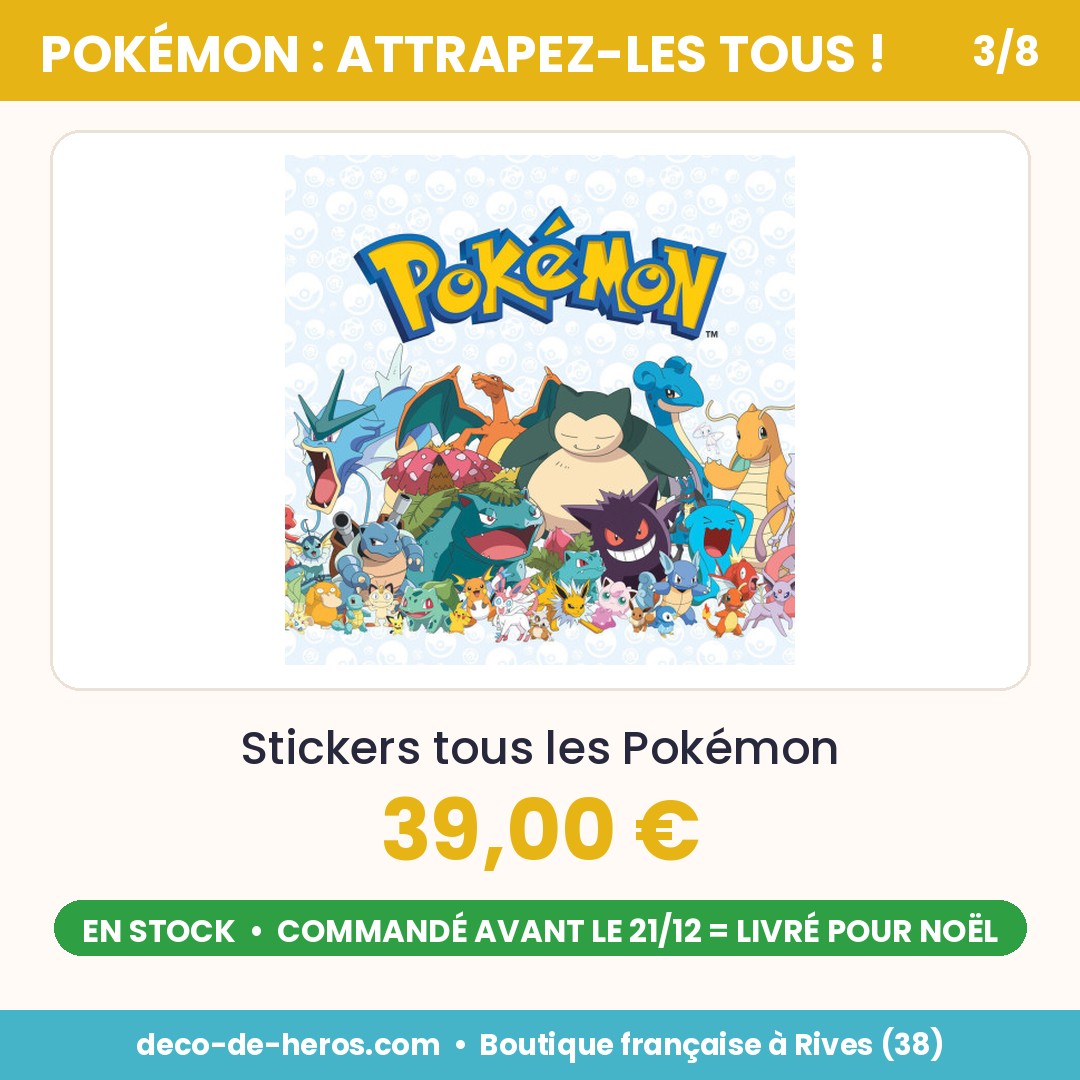 POKÉMON : ATTRAPEZ-LES TOUS !
3/8
POKéMON
TM
Stickers tous les Pokémon
39,00 €
EN STOCK • COMMANDÉ AVANT LE 21/12 = LIVRÉ POUR NOËL
deco-de-heros.com • Boutique française à Rives (38)